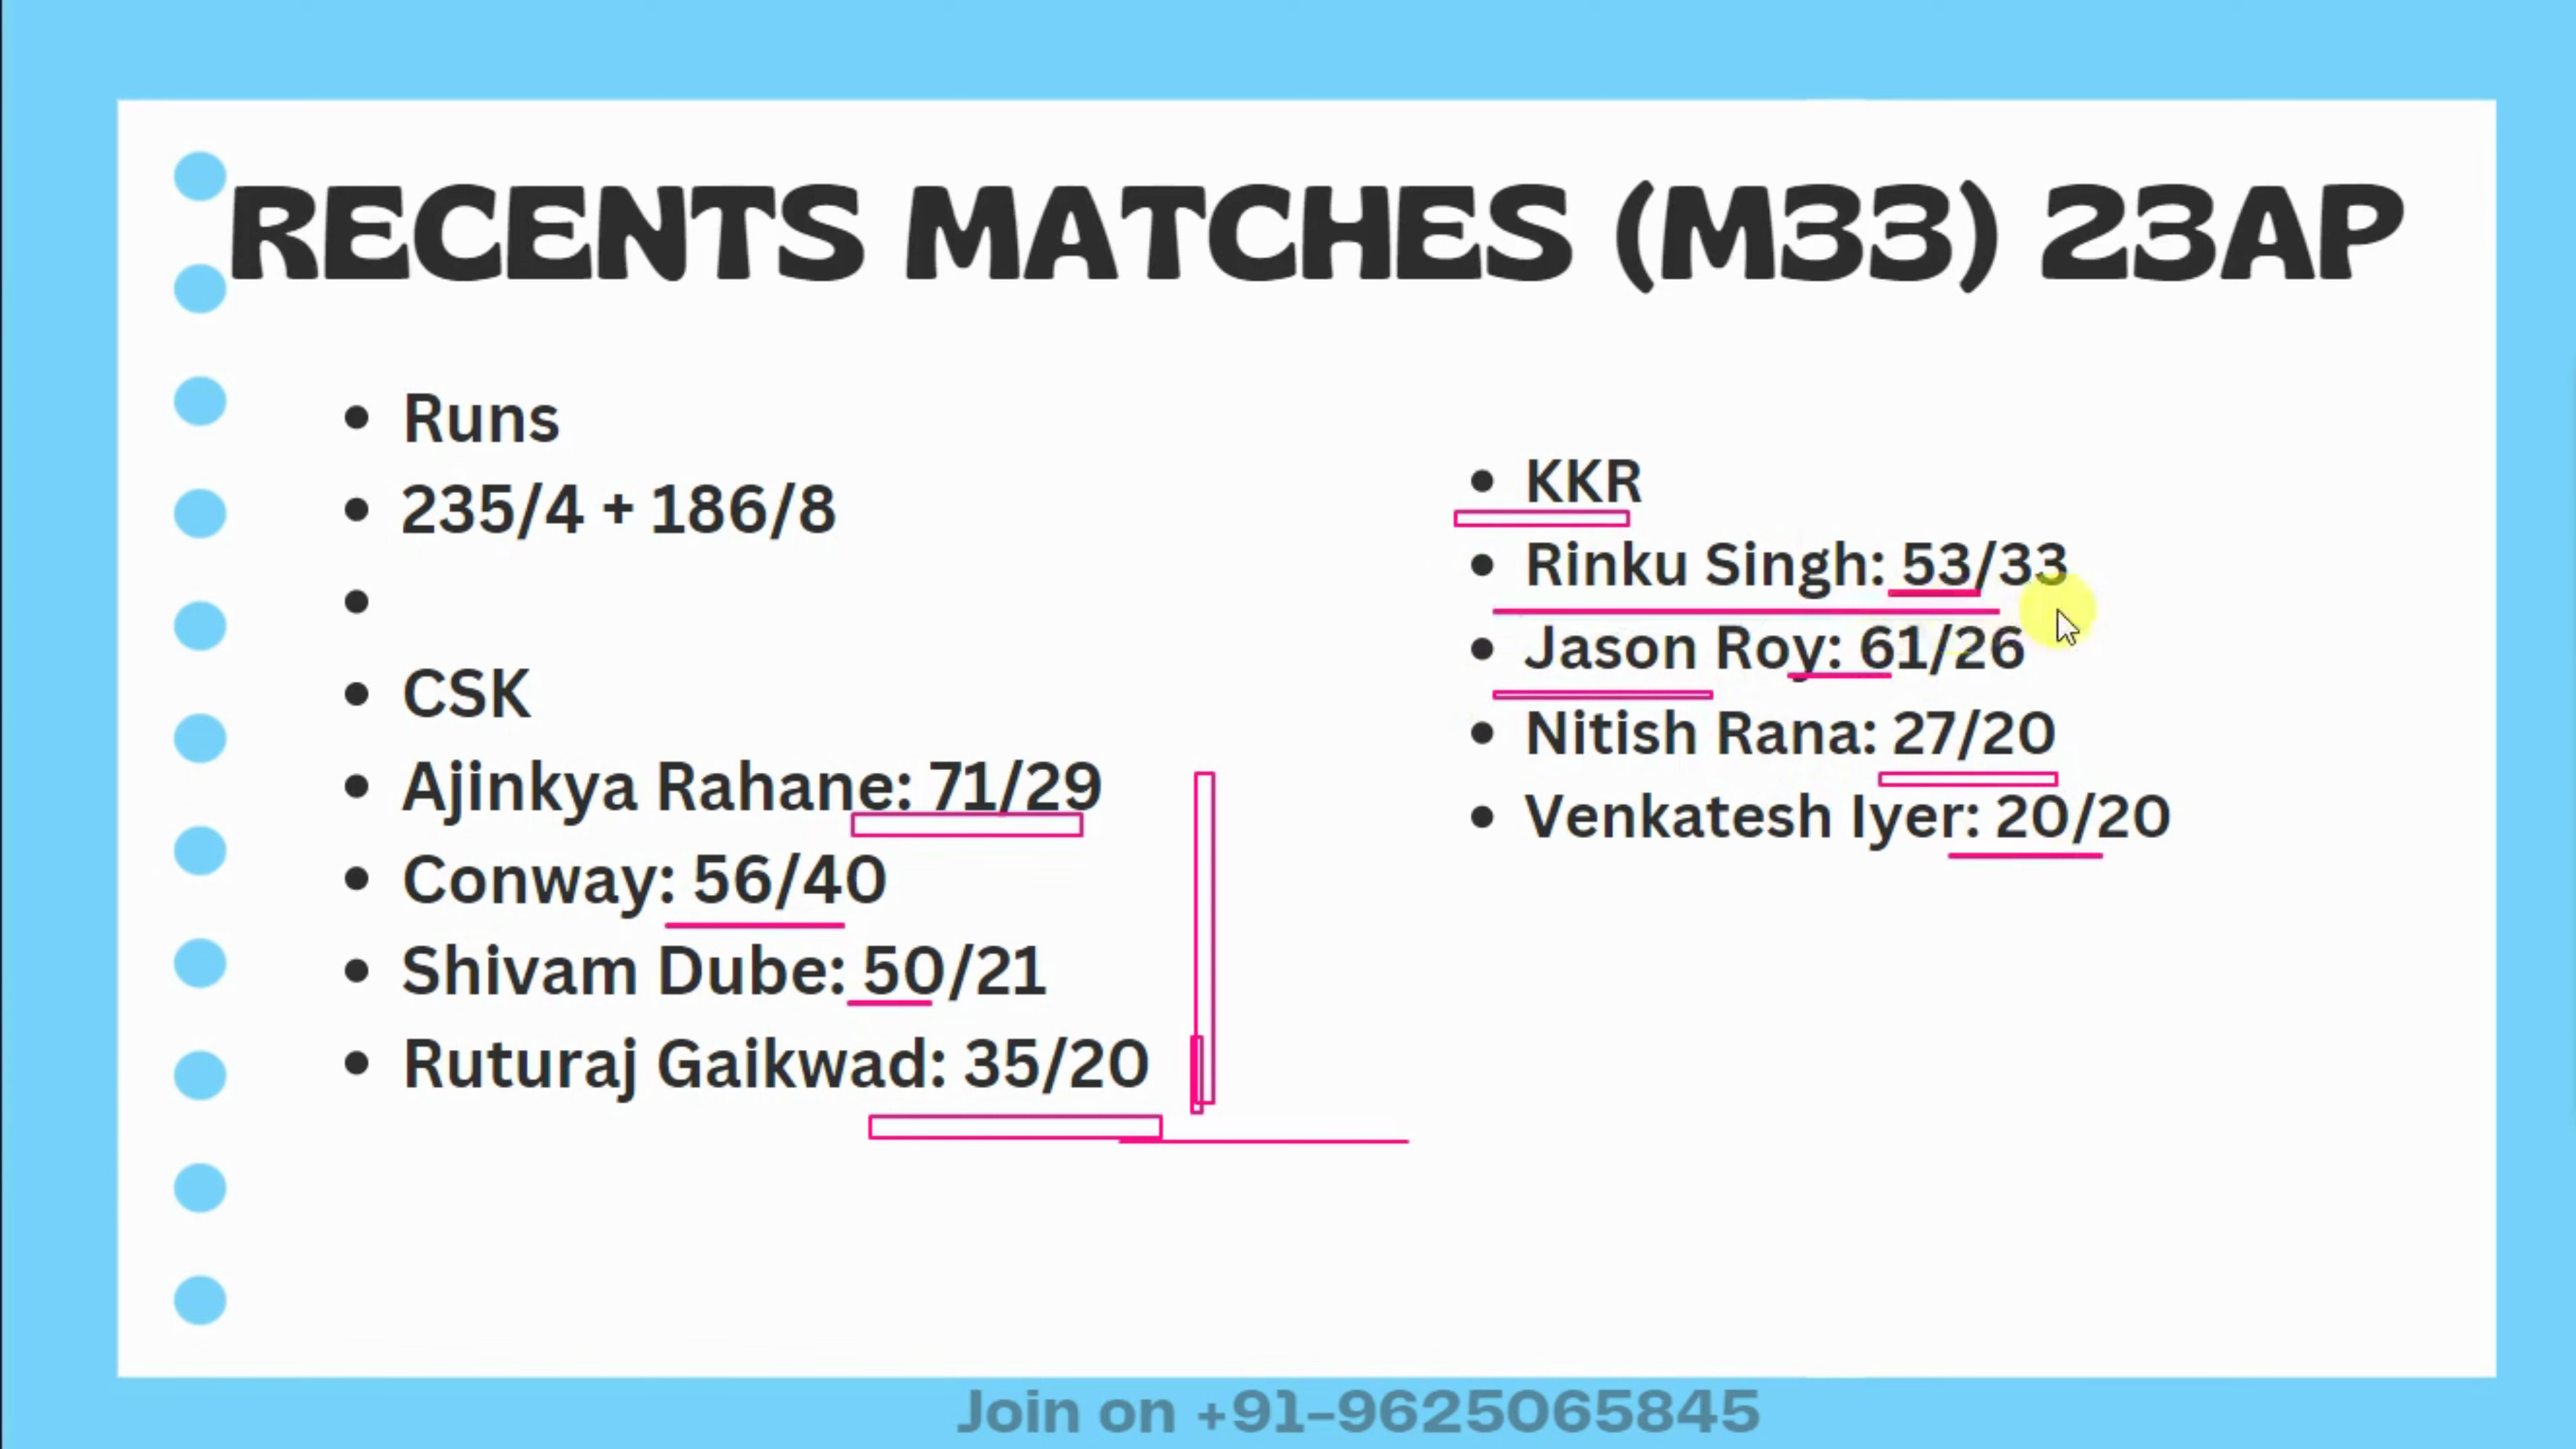 RECENTS MATCHES (M33) 23AP
Runs
235/4 + 186/8
CSK
Ajinkya Rahane: 71/29
Conway: 56/40
Shivam Dube: 50/21
Ruturaj Gaikwad: 35/20
KKR
Rinku Singh: 53/33
Jason Roy: 61/26
Nitish Rana: 27/20
Venkatesh Iyer: 20/20
Join on +91-9625065845